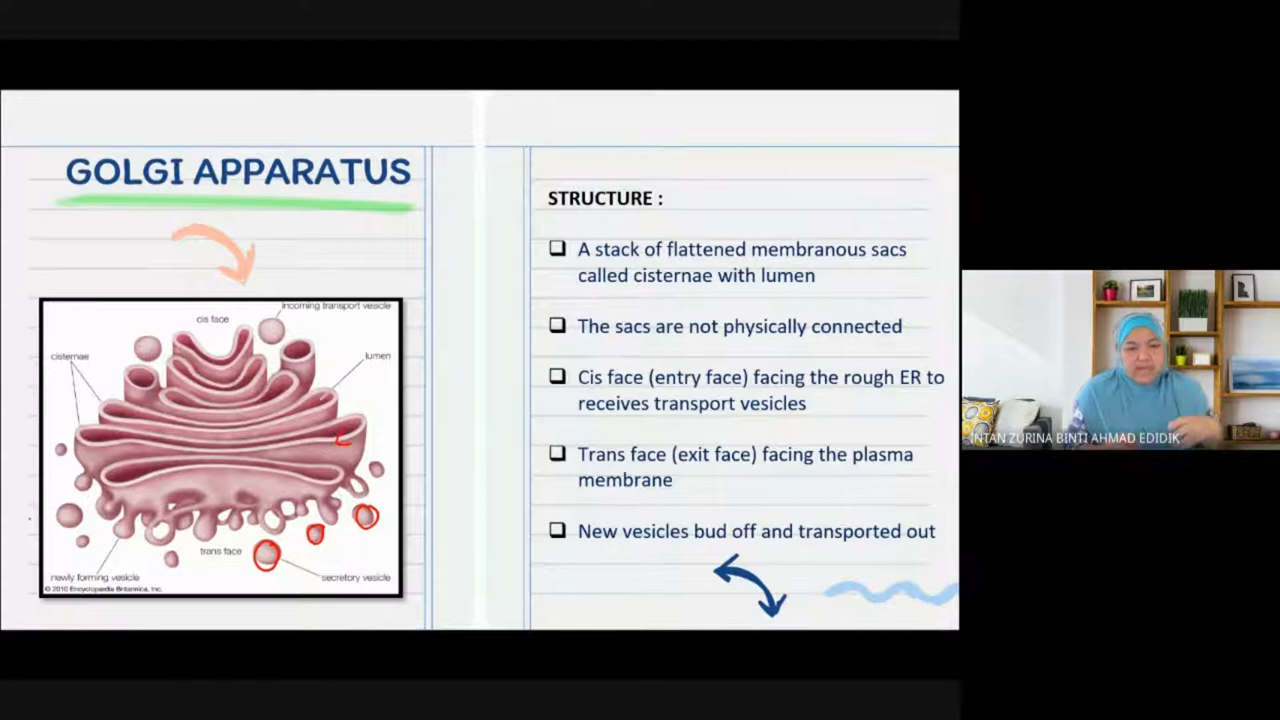 GOLGI APPARATUS
incoming transport vesicle
cis face
cisternae
lumen
trans face
newly forming vesicle
secretory vesicle
© 2010 Encyclopædia Britannica, Inc.
STRUCTURE :
A stack of flattened membranous sacs
called cisternae with lumen
The sacs are not physically connected
Cis face (entry face) facing the rough ER to
receives transport vesicles
Trans face (exit face) facing the plasma
membrane
New vesicles bud off and transported out
INTAN ZURINA BINTI AHMAD EDIDIK